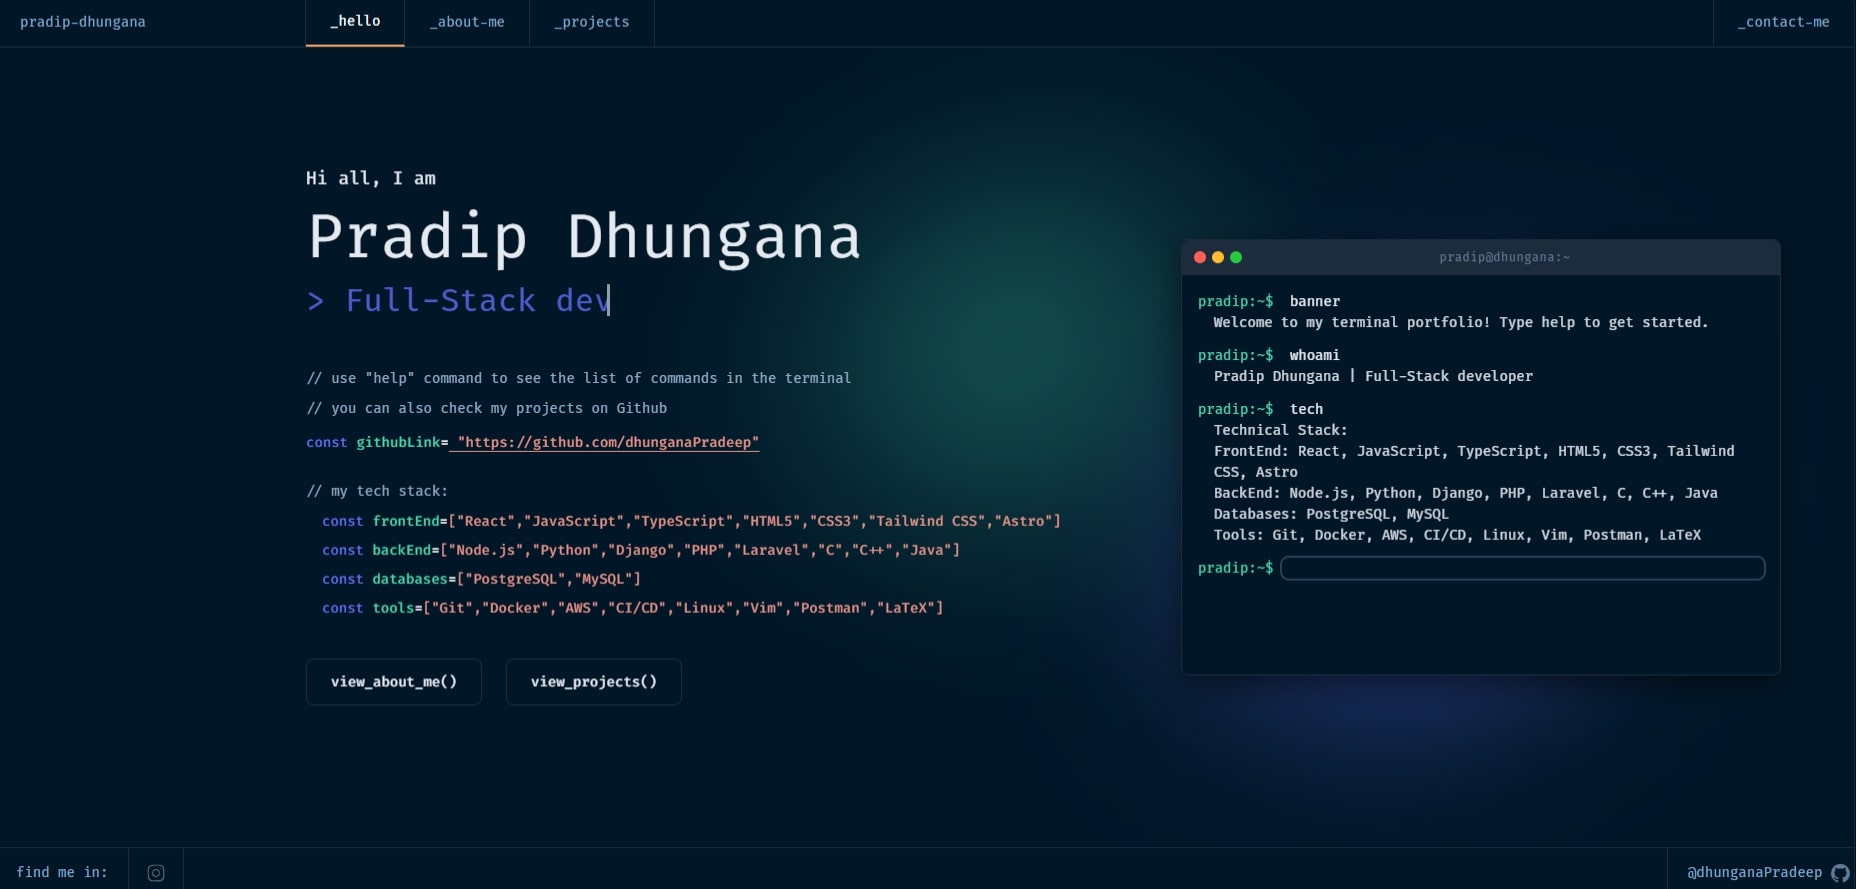 pradip-dhungana
_hello
_about-me
_projects
_contact-me
Hi all, I am
Pradip Dhungana
> Full-Stack dev
// use "help" command to see the list of commands in the terminal
// you can also check my projects on Github
const githubLink= "https://github.com/dhunganaPradeep"
// my tech stack:
const frontEnd=["React","JavaScript","TypeScript","HTML5","CSS3","Tailwind CSS","Astro"]
const backEnd=["Node.js","Python","Django","PHP","Laravel","C","C++","Java"]
const databases=["PostgreSQL","MySQL"]
const tools=["Git","Docker","AWS","CI/CD","Linux","Vim","Postman","LaTeX"]
view_about_me()
view_projects()
pradip@dhungana:~
pradip:~$ banner
Welcome to my terminal portfolio! Type help to get started.
pradip:~$ whoami
Pradip Dhungana | Full-Stack developer
pradip:~$ tech
Technical Stack:
FrontEnd: React, JavaScript, TypeScript, HTML5, CSS3, Tailwind
CSS, Astro
BackEnd: Node.js, Python, Django, PHP, Laravel, C, C++, Java
Databases: PostgreSQL, MySQL
Tools: Git, Docker, AWS, CI/CD, Linux, Vim, Postman, LaTeX
pradip:~$
find me in:
@dhunganaPradeep